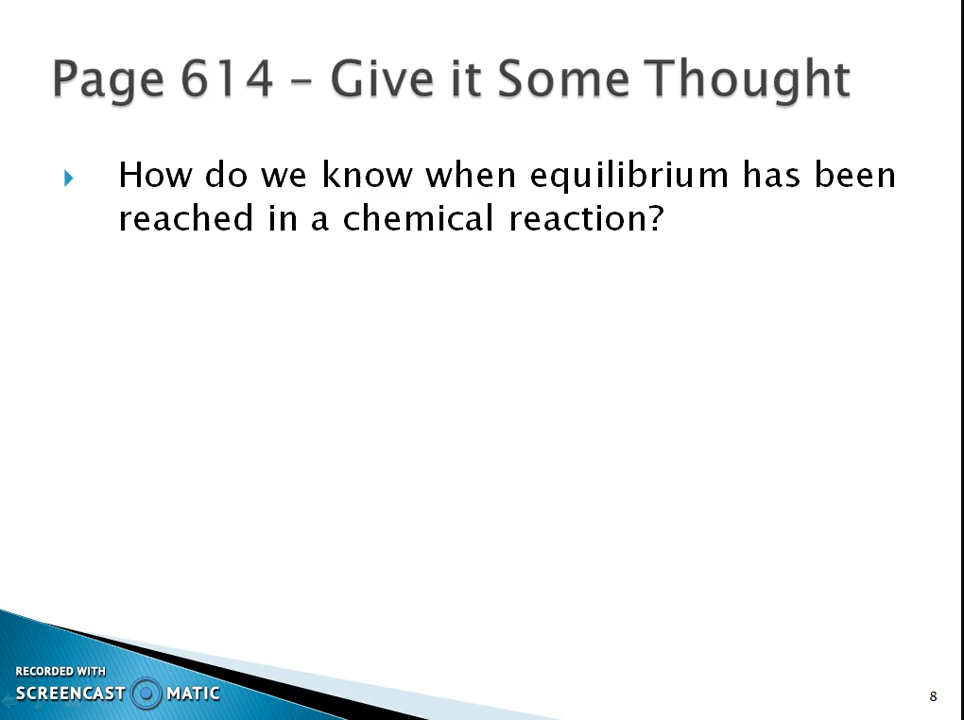 Page 614 – Give it Some Thought
How do we know when equilibrium has been
reached in a chemical reaction?
RECORDED WITH
SCREENCAST MATIC
8